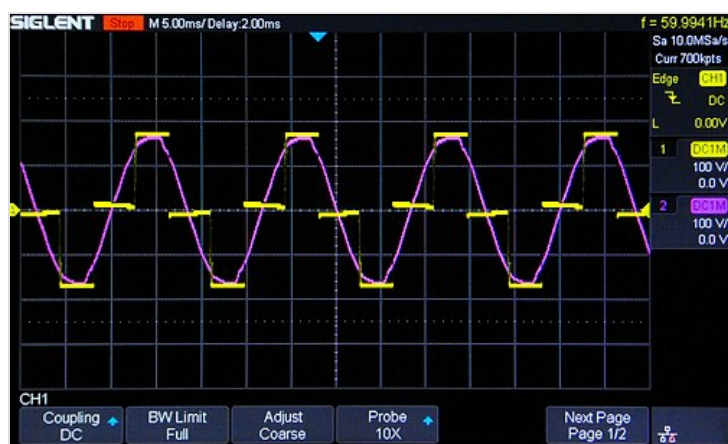 SIGLENT Stop M 5.00ms/ Delay:2.00ms f = 59.9941Hz
Sa 10.0MSa/s
Curr 700kpts
Edge CH1
DC
L 0.00V
1 DC1M
100 V/
0.0 V
2 DC1M
100 V/
0.0 V
CH1
Coupling
DC
BW Limit
Full
Adjust
Coarse
Probe
10X
Next Page
Page 1/2